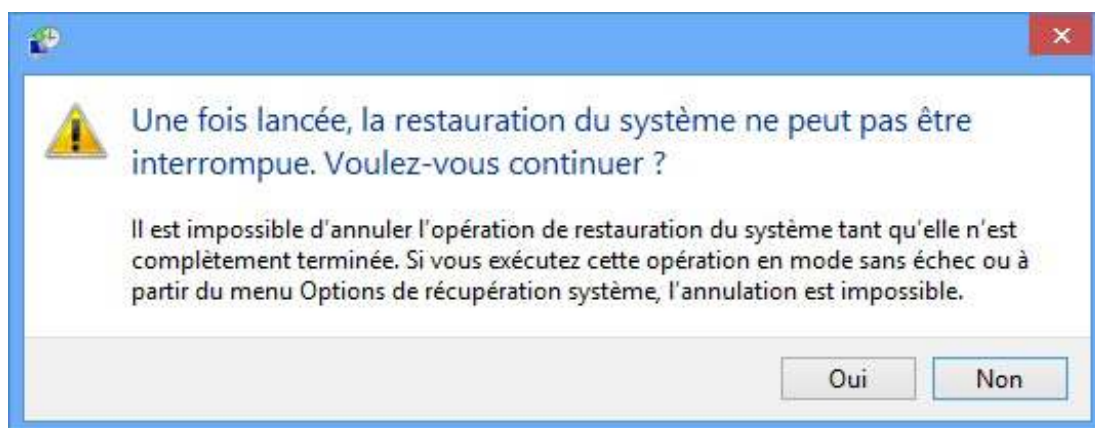 Une fois lancée, la restauration du système ne peut pas être
interrompue. Voulez-vous continuer ?
Il est impossible d'annuler l'opération de restauration du système tant qu'elle n'est
complètement terminée. Si vous exécutez cette opération en mode sans échec ou à
partir du menu Options de récupération système, l'annulation est impossible.
Oui Non